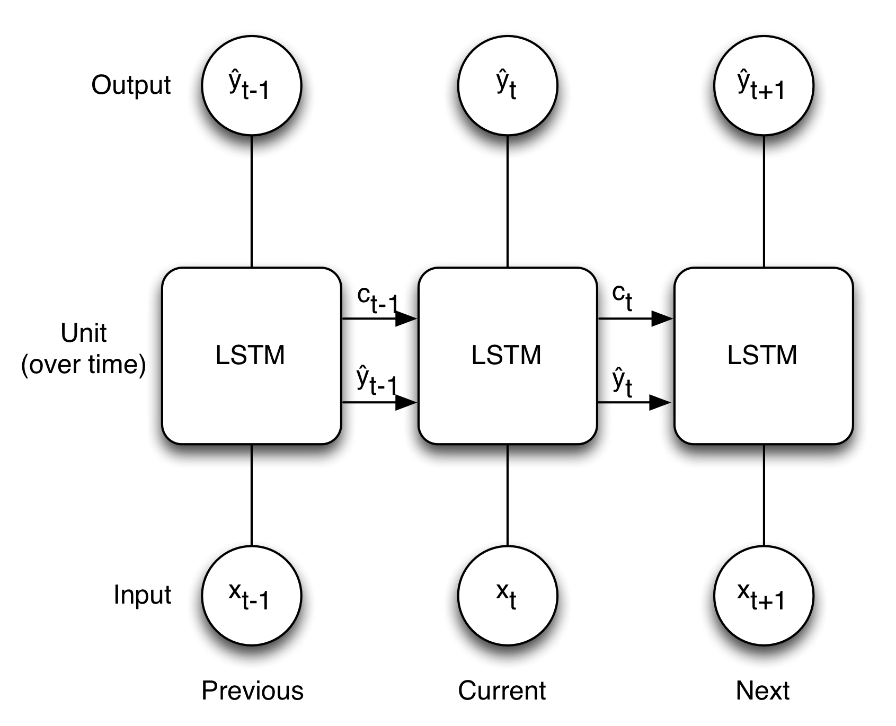 Output
ŷt-1
ŷt
ŷt+1
Unit
(over time)
LSTM
ct-1
ŷt-1
LSTM
ct
ŷt
LSTM
Input
xt-1
xt
xt+1
Previous
Current
Next